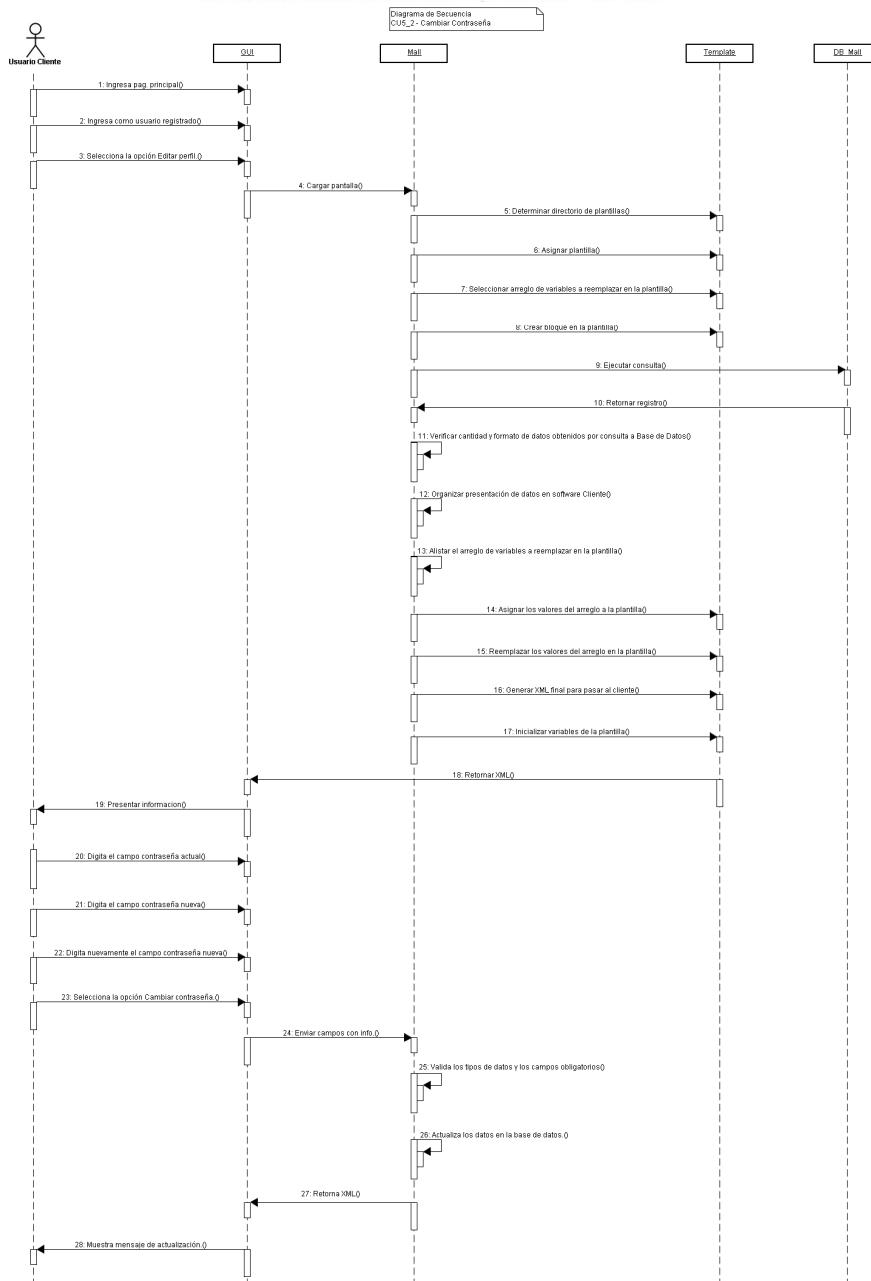 Diagrama de Secuencia
CU5_2 - Cambiar Contraseña
Usuario Cliente
GUI
Mall
Template
DB_Mall
1: Ingresa pag. principal()
2: Ingresa como usuario registrado()
3: Selecciona la opción Editar perfil.()
4: Cargar pantalla()
5: Determinar directorio de plantillas()
6: Asignar plantilla()
7: Seleccionar arreglo de variables a reemplazar en la plantilla()
8: Crear bloque en la plantilla()
9: Ejecutar consulta()
10: Retornar registro()
11: Verificar cantidad y formato de datos obtenidos por consulta a Base de Datos()
12: Organizar presentación de datos en software Cliente()
13: Alistar el arreglo de variables a reemplazar en la plantilla()
14: Asignar los valores del arreglo a la plantilla()
15: Reemplazar los valores del arreglo en la plantilla()
16: Generar XML final para pasar al cliente()
17: Inicializar variables de la plantilla()
18: Retornar XML()
19: Presentar informacion()
20: Digita el campo contraseña actual()
21: Digita el campo contraseña nueva()
22: Digita nuevamente el campo contraseña nueva()
23: Selecciona la opción Cambiar contraseña.()
24: Enviar campos con info.()
25: Valida los tipos de datos y los campos obligatorios()
26: Actualiza los datos en la base de datos.()
27: Retorna XML()
28: Muestra mensaje de actualización.()